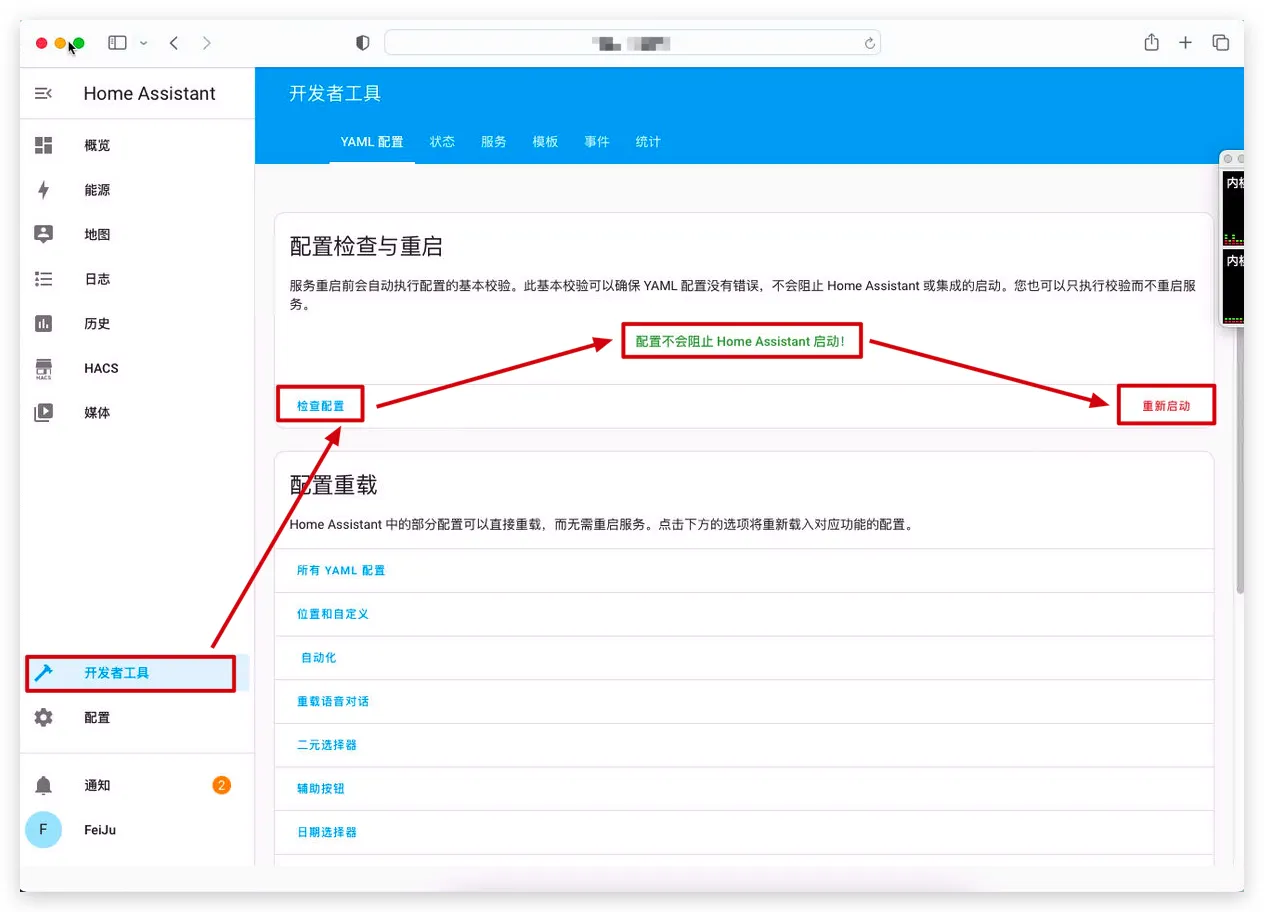 Home Assistant
开发者工具
YAML 配置
状态
服务
模板
事件
统计
概览
能源
地图
日志
历史
HACS
HACS
媒体
开发者工具
配置
通知
2
F
FeiJu
配置检查与重启
服务重启前会自动执行配置的基本校验。此基本校验可以确保 YAML 配置没有错误，不会阻止 Home Assistant 或集成的启动。您也可以只执行校验而不重启服
务。
配置不会阻止 Home Assistant 启动！
检查配置
重新启动
配置重载
Home Assistant 中的部分配置可以直接重载，而无需重启服务。点击下方的选项将重新载入对应功能的配置。
所有 YAML 配置
位置和自定义
自动化
重载语音对话
二元选择器
辅助按钮
日期选择器
内
内